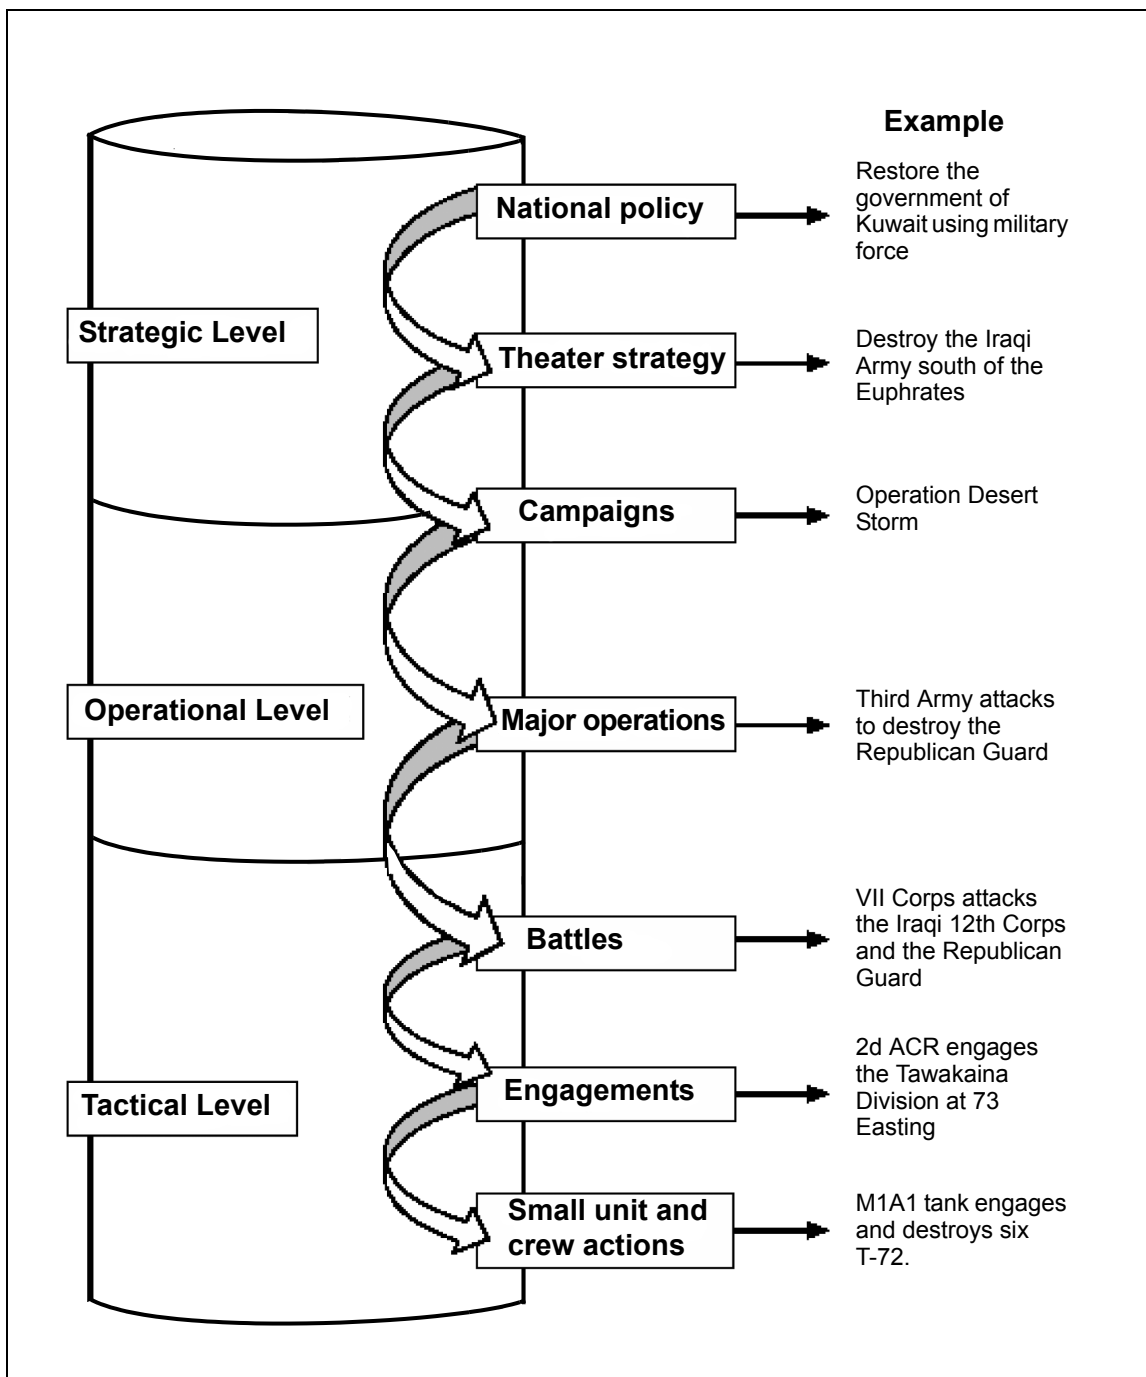 Example
National policy
Restore the
government of
Kuwait using military
force
Strategic Level
Theater strategy
Destroy the Iraqi
Army south of the
Euphrates
Campaigns
Operation Desert
Storm
Operational Level
Major operations
Third Army attacks
to destroy the
Republican Guard
Battles
VII Corps attacks
the Iraqi 12th Corps
and the Republican
Guard
Tactical Level
Engagements
2d ACR engages
the Tawakaina
Division at 73
Easting
Small unit and
crew actions
M1A1 tank engages
and destroys six
T-72.